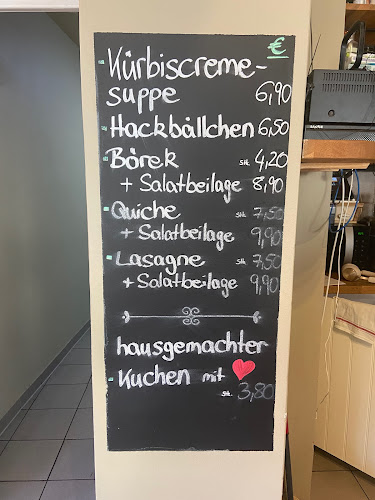 €
Kürbiscreme-
suppe 6,90
Hackbällchen 6,50
Börek Stk. 4,20
+ Salatbeilage 8,90
Quiche Stk. 7,50
+ Salatbeilage 9,90
Lasagne Stk. 7,50
+ Salatbeilage 9,90
hausgemachter
Kuchen mit
Stk. 3,80